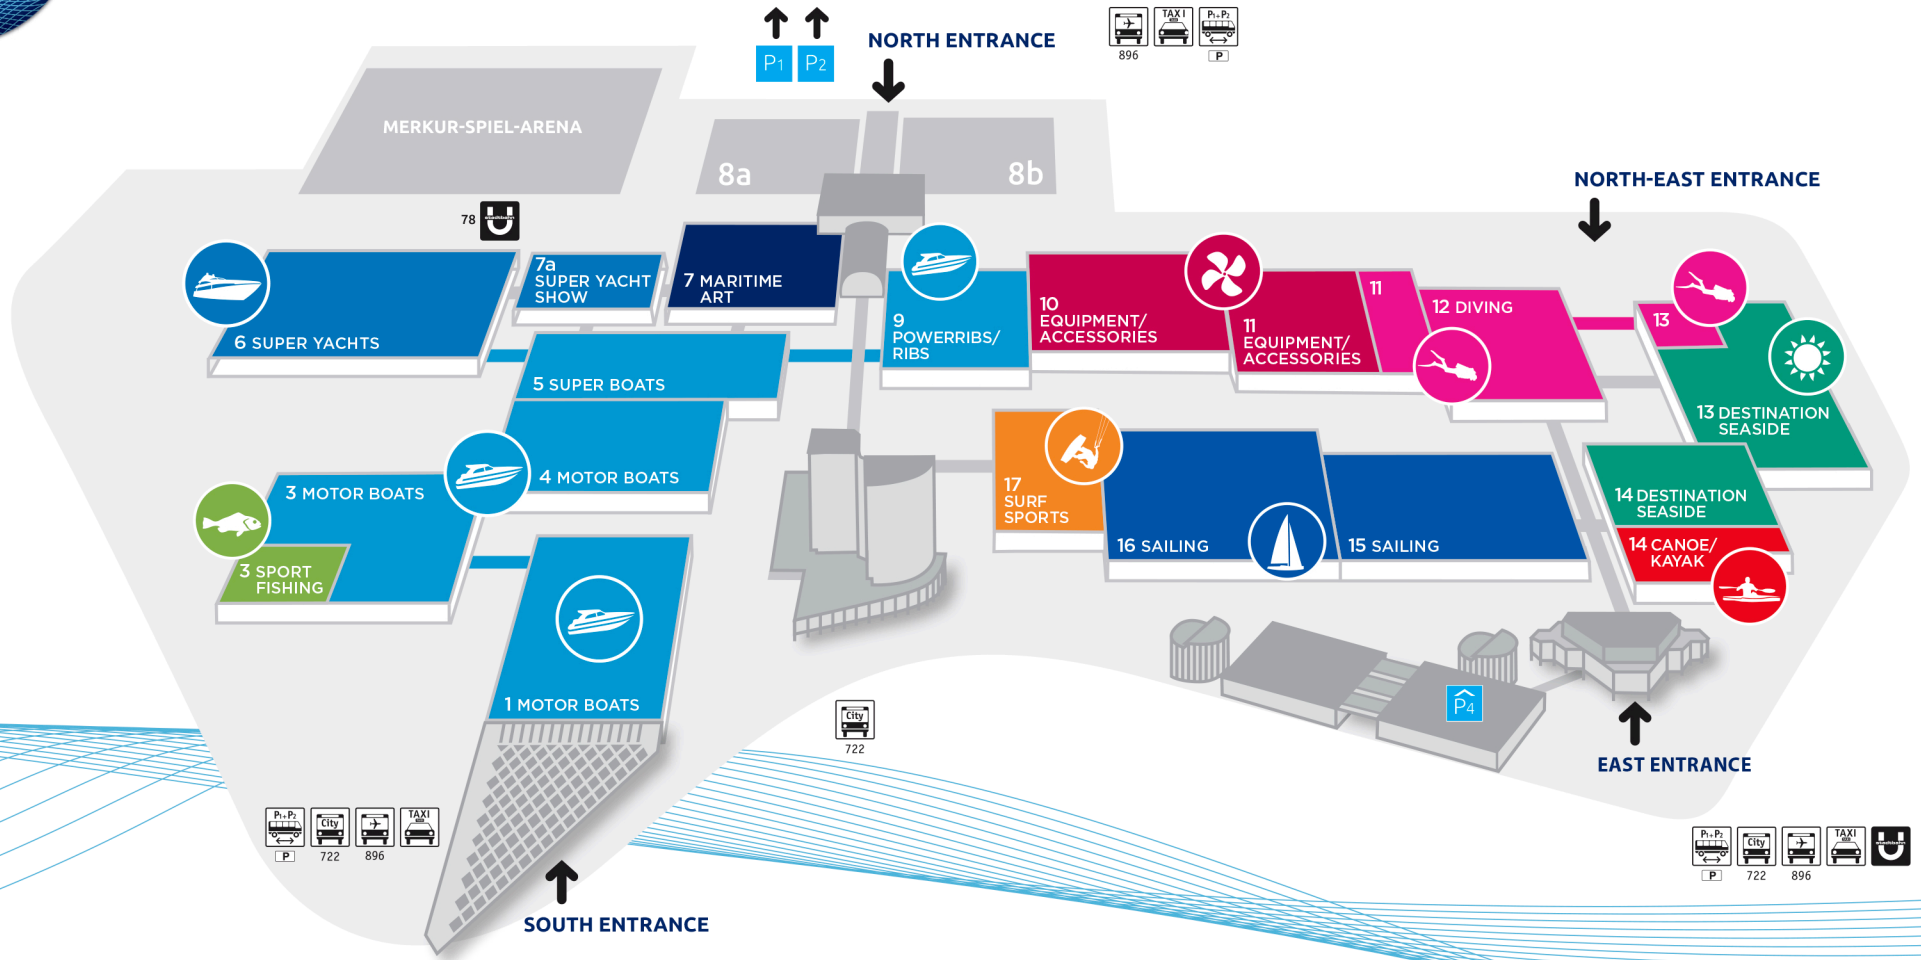 P1 P2
NORTH ENTRANCE
TAXI
P1+P2
896
P
MERKUR-SPIEL-ARENA
8a
8b
NORTH-EAST ENTRANCE
78
7a
SUPER YACHT
SHOW
7 MARITIME
ART
6 SUPER YACHTS
5 SUPER BOATS
4 MOTOR BOATS
3 MOTOR BOATS
3 SPORT
FISHING
1 MOTOR BOATS
9
POWERRIBS/
RIBS
10
EQUIPMENT/
ACCESSORIES
11
EQUIPMENT/
ACCESSORIES
11
12 DIVING
13
13 DESTINATION
SEASIDE
14 DESTINATION
SEASIDE
14 CANOE/
KAYAK
17
SURF
SPORTS
16 SAILING
15 SAILING
P4
EAST ENTRANCE
City
722
P1+P2
City
TAXI
P
722
896
SOUTH ENTRANCE
P1+P2
City
TAXI
P
722
896